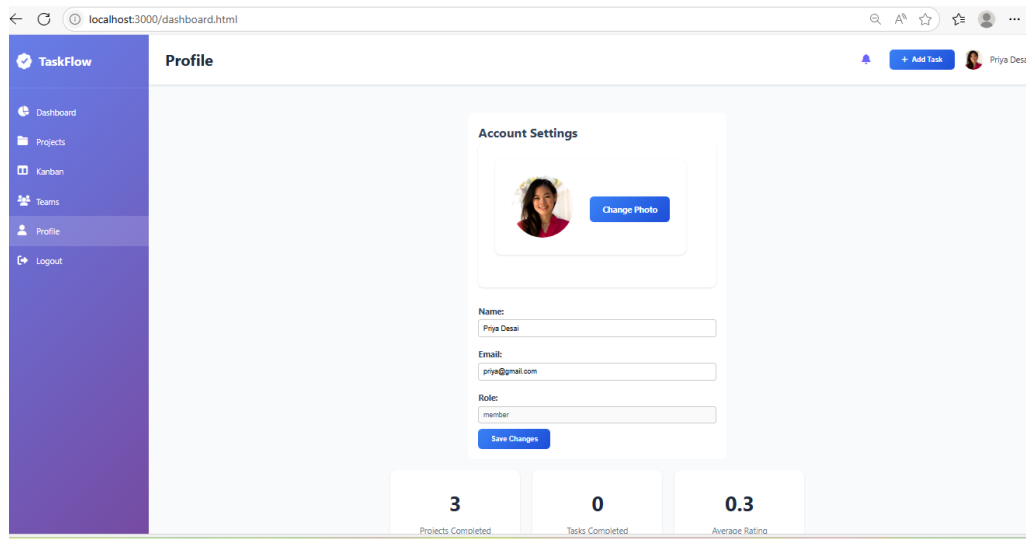 localhost:3000/dashboard.html
TaskFlow
Profile
+ Add Task
Priya Desa
Dashboard
Projects
Kanban
Teams
Profile
Logout
Account Settings
Change Photo
Name:
Priya Desai
Email:
priya@gmail.com
Role:
member
Save Changes
3 0 0.3
Projects Completed Tasks Completed Average Rating